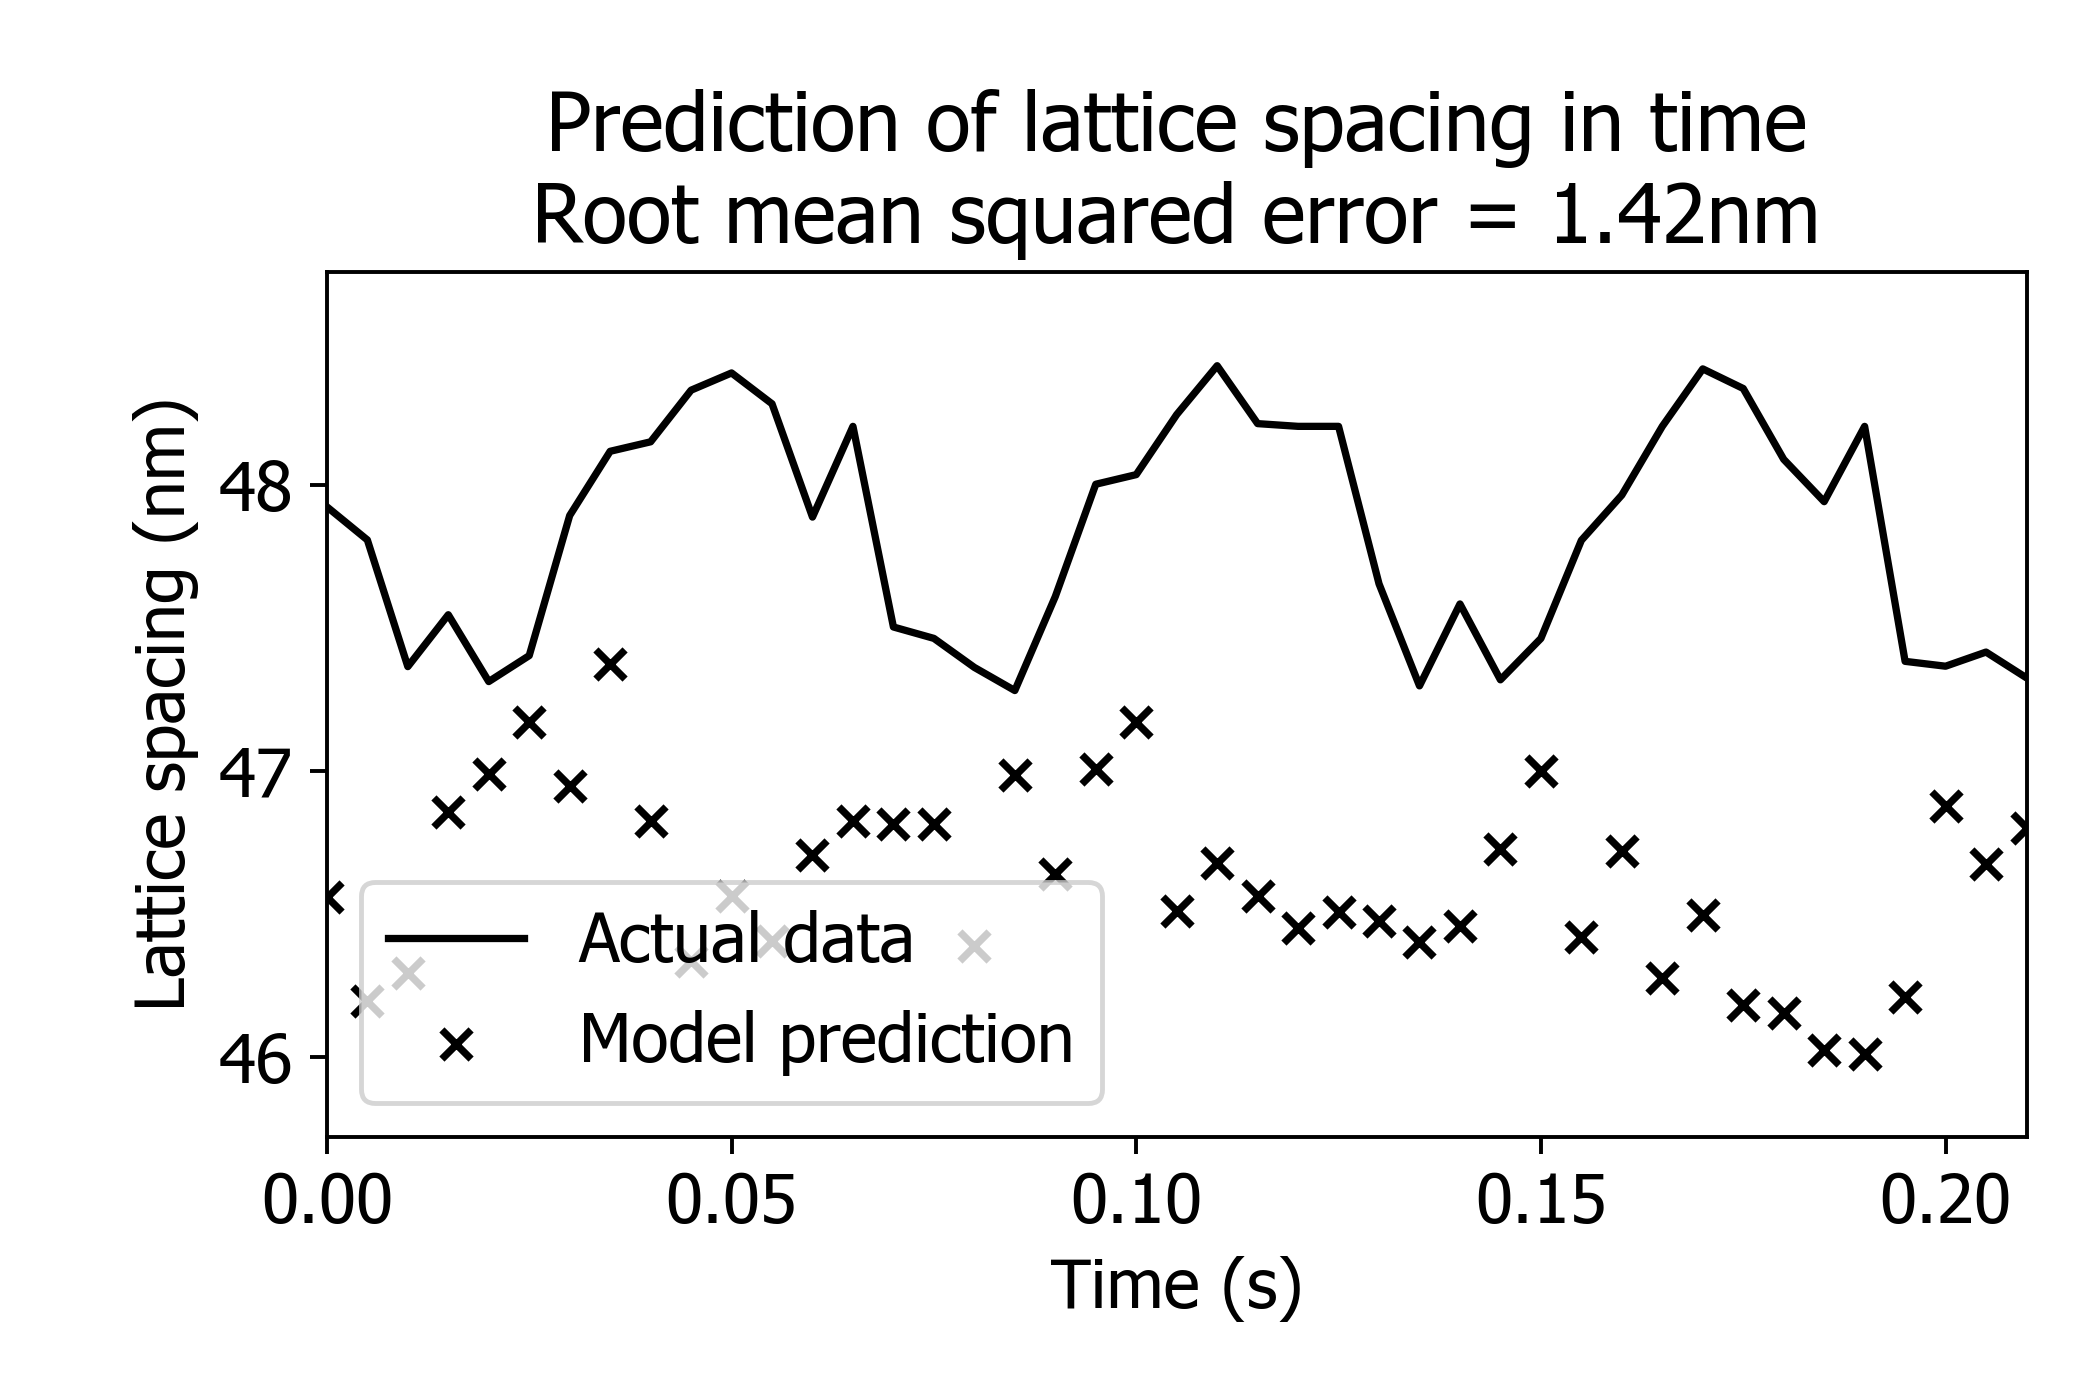 Prediction of lattice spacing in time
Root mean squared error = 1.42nm
Lattice spacing (nm)
48
47
46
Actual data
Model prediction
0.00 0.05 0.10 0.15 0.20
Time (s)